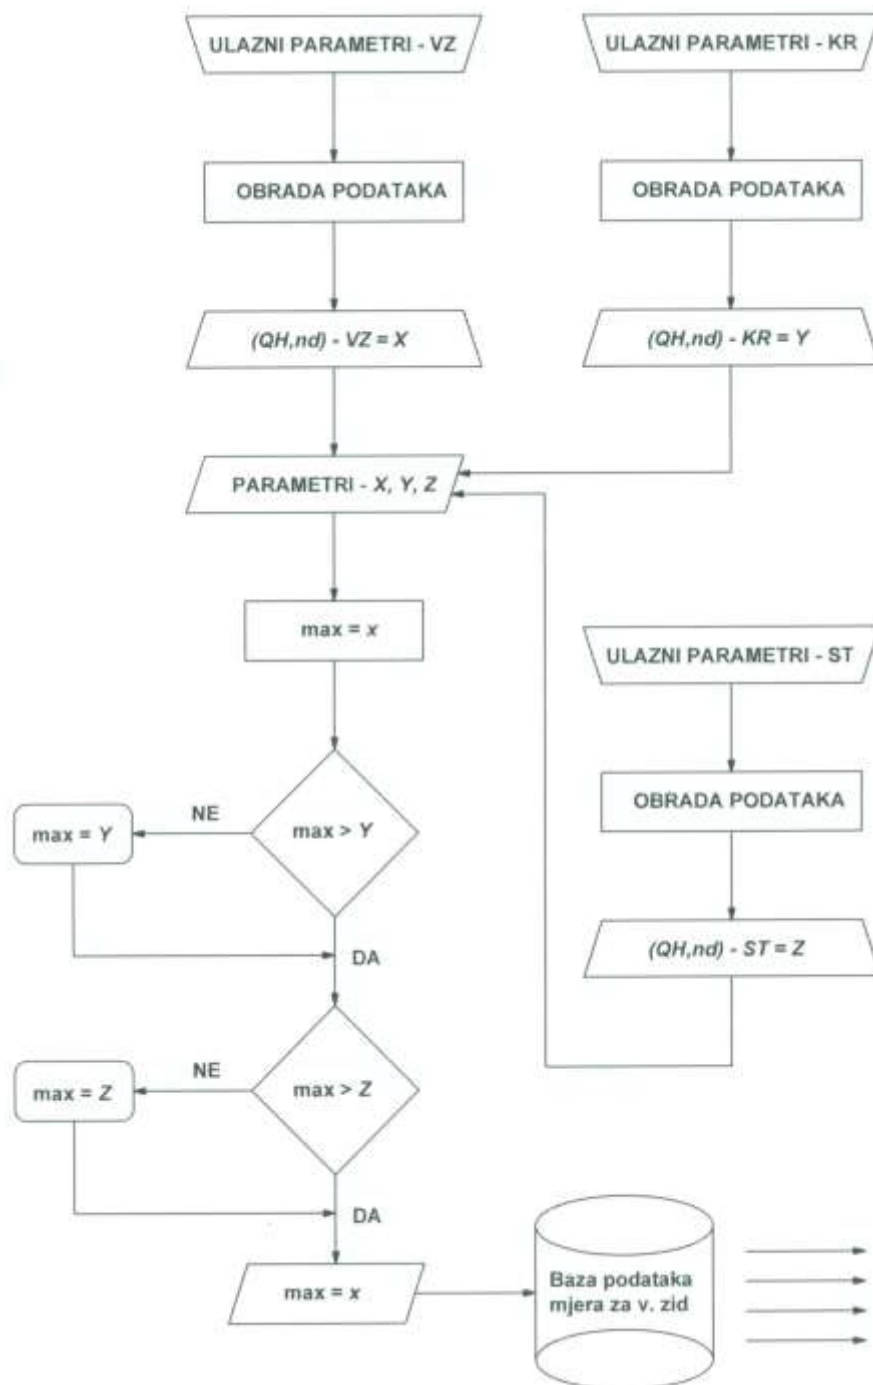 ULAZNI PARAMETRI - VZ
ULAZNI PARAMETRI - KR
OBRADA PODATAKA
OBRADA PODATAKA
(QH,nd) - VZ = X
(QH,nd) - KR = Y
PARAMETRI - X, Y, Z
max = x
ULAZNI PARAMETRI - ST
OBRADA PODATAKA
NE
max > Y
max = Y
DA
(QH,nd) - ST = Z
NE
max > Z
max = Z
DA
max = x
Baza podataka
mjera za v. zid